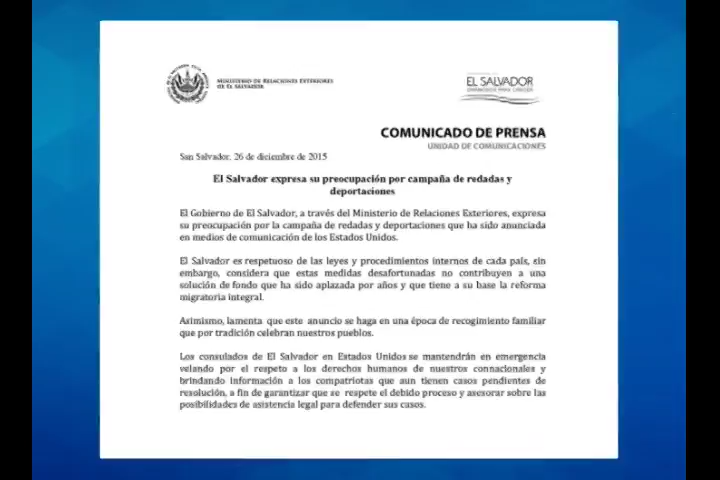 MINISTERIO DE RELACIONES EXTERIORES
DE EL SALVADOR
EL SALVADOR
COMUNICADO DE PRENSA
UNIDAD DE COMUNICACIONES
San Salvador, 26 de diciembre de 2015
El Salvador expresa su preocupación por campaña de redadas y
deportaciones
El Gobierno de El Salvador, a través del Ministerio de Relaciones Exteriores, expresa
su preocupación por la campaña de redadas y deportaciones que ha sido anunciada
en medios de comunicación de los Estados Unidos.
El Salvador es respetuoso de las leyes y procedimientos internos de cada país, sin
embargo, considera que estas medidas desafortunadas no contribuyen a una
solución de fondo que ha sido aplazada por años y que tiene a su base la reforma
migratoria integral.
Asimismo, lamenta que este anuncio se haga en una época de recogimiento familiar
que por tradición celebran nuestros pueblos.
Los consulados de El Salvador en Estados Unidos se mantendrán en emergencia
velando por el respeto a los derechos humanos de nuestros connacionales y
brindando información a los compatriotas que aun tienen casos pendientes de
resolución, a fin de garantizar que se respete el debido proceso y asesorar sobre las
posibilidades de asistencia legal para defender sus casos.